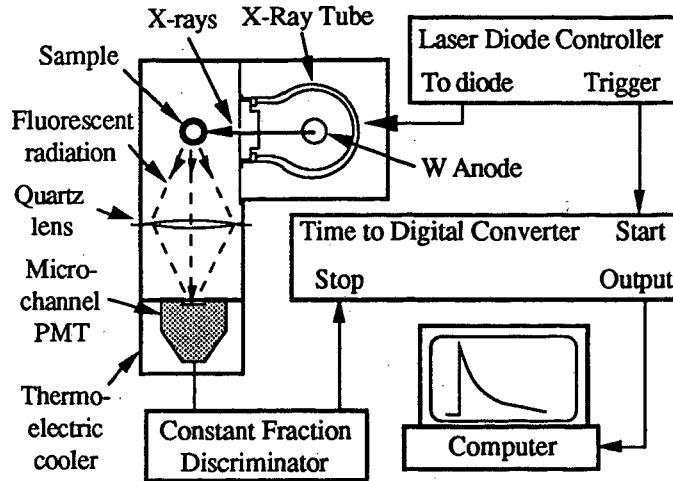 X-rays
X-Ray Tube
Laser Diode Controller
To diode
Trigger
Sample
Fluorescent
radiation
W Anode
Quartz
lens
Time to Digital Converter
Start
Stop
Output
Micro-
channel
PMT
Thermo-
electric
cooler
Constant Fraction
Discriminator
Computer